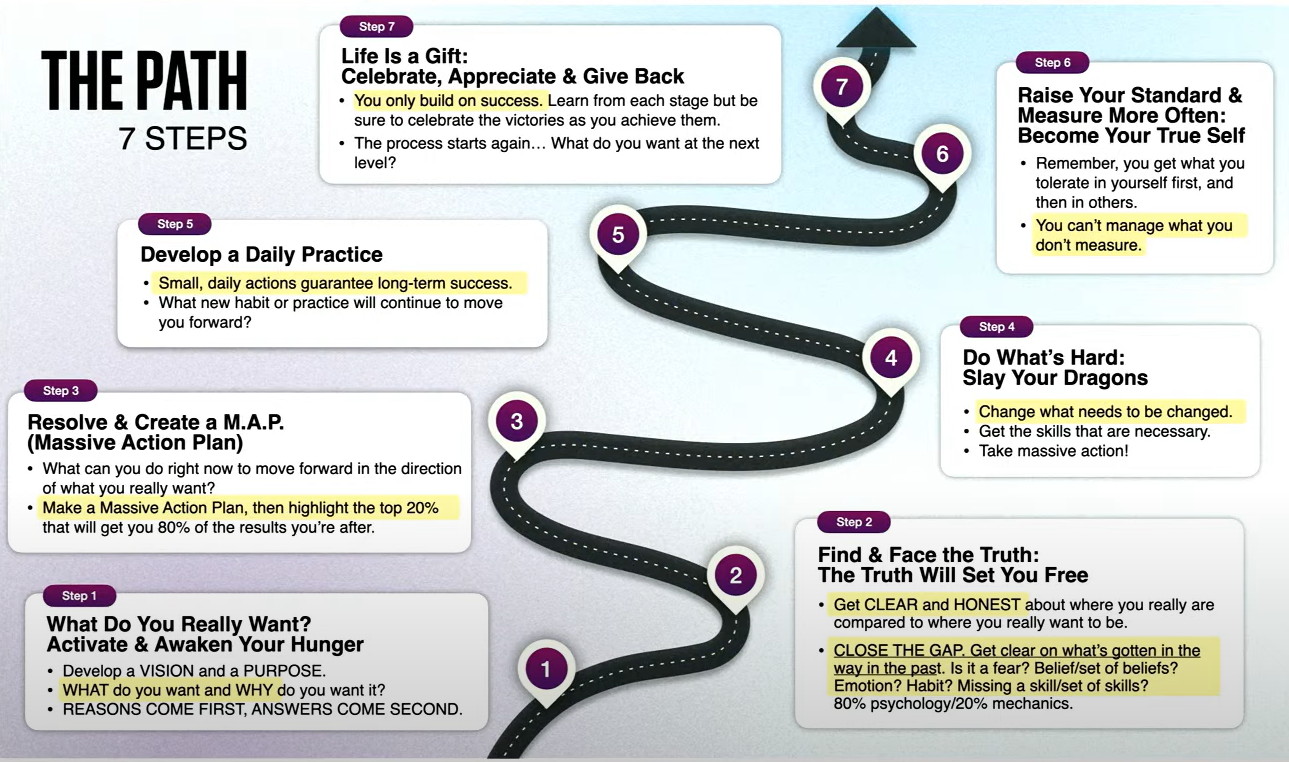 THE PATH
7 STEPS
Step 7
Life Is a Gift:
Celebrate, Appreciate & Give Back
• You only build on success. Learn from each stage but be
sure to celebrate the victories as you achieve them.
• The process starts again… What do you want at the next
level?
7
Step 6
Raise Your Standard &
Measure More Often:
Become Your True Self
• Remember, you get what you
tolerate in yourself first, and
then in others.
• You can’t manage what you
don’t measure.
6
Step 5
Develop a Daily Practice
• Small, daily actions guarantee long-term success.
• What new habit or practice will continue to move
you forward?
5
Step 4
Do What’s Hard:
Slay Your Dragons
• Change what needs to be changed.
• Get the skills that are necessary.
• Take massive action!
4
Step 3
Resolve & Create a M.A.P.
(Massive Action Plan)
• What can you do right now to move forward in the direction
of what you really want?
• Make a Massive Action Plan, then highlight the top 20%
that will get you 80% of the results you’re after.
3
Step 2
Find & Face the Truth:
The Truth Will Set You Free
• Get CLEAR and HONEST about where you really are
compared to where you really want to be.
• CLOSE THE GAP. Get clear on what’s gotten in the
way in the past. Is it a fear? Belief/set of beliefs?
Emotion? Habit? Missing a skill/set of skills?
80% psychology/20% mechanics.
2
Step 1
What Do You Really Want?
Activate & Awaken Your Hunger
• Develop a VISION and a PURPOSE.
• WHAT do you want and WHY do you want it?
• REASONS COME FIRST, ANSWERS COME SECOND.
1